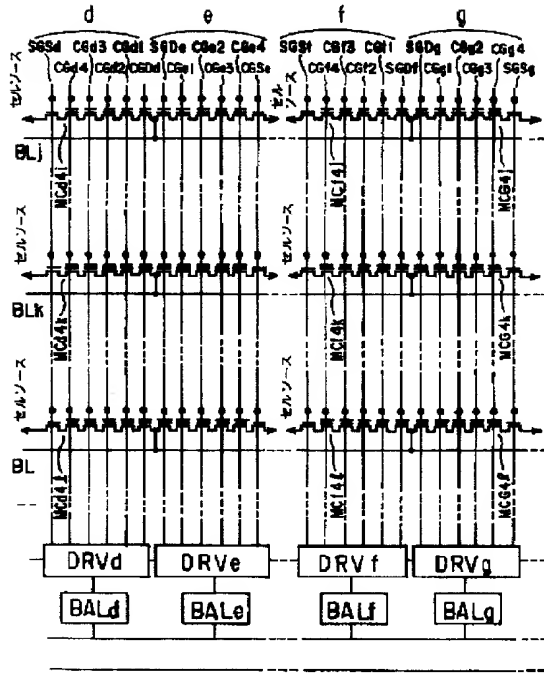 d e f g
SGSd CGd3 CGd1 SGDe CGe2 CGe4 SGSf CGf3 CGf1 SGDg CGg2 CGg4
CGd4 CGd2 CGDd CGe1 CGe3 CGSe CGf4 CGf2 SGDf CGg1 CGg3 SGSg
セルソース セルソース
BLj
MCd4j MCf4j MCG4j
セルソース セルソース
BLk
MCd4k MCf4k MCG4k
セルソース セルソース
BL
MCd4ℓ MCf4ℓ MCG4ℓ
DRVd DRVe DRVf DRVg
BALd BALe BALf BALg